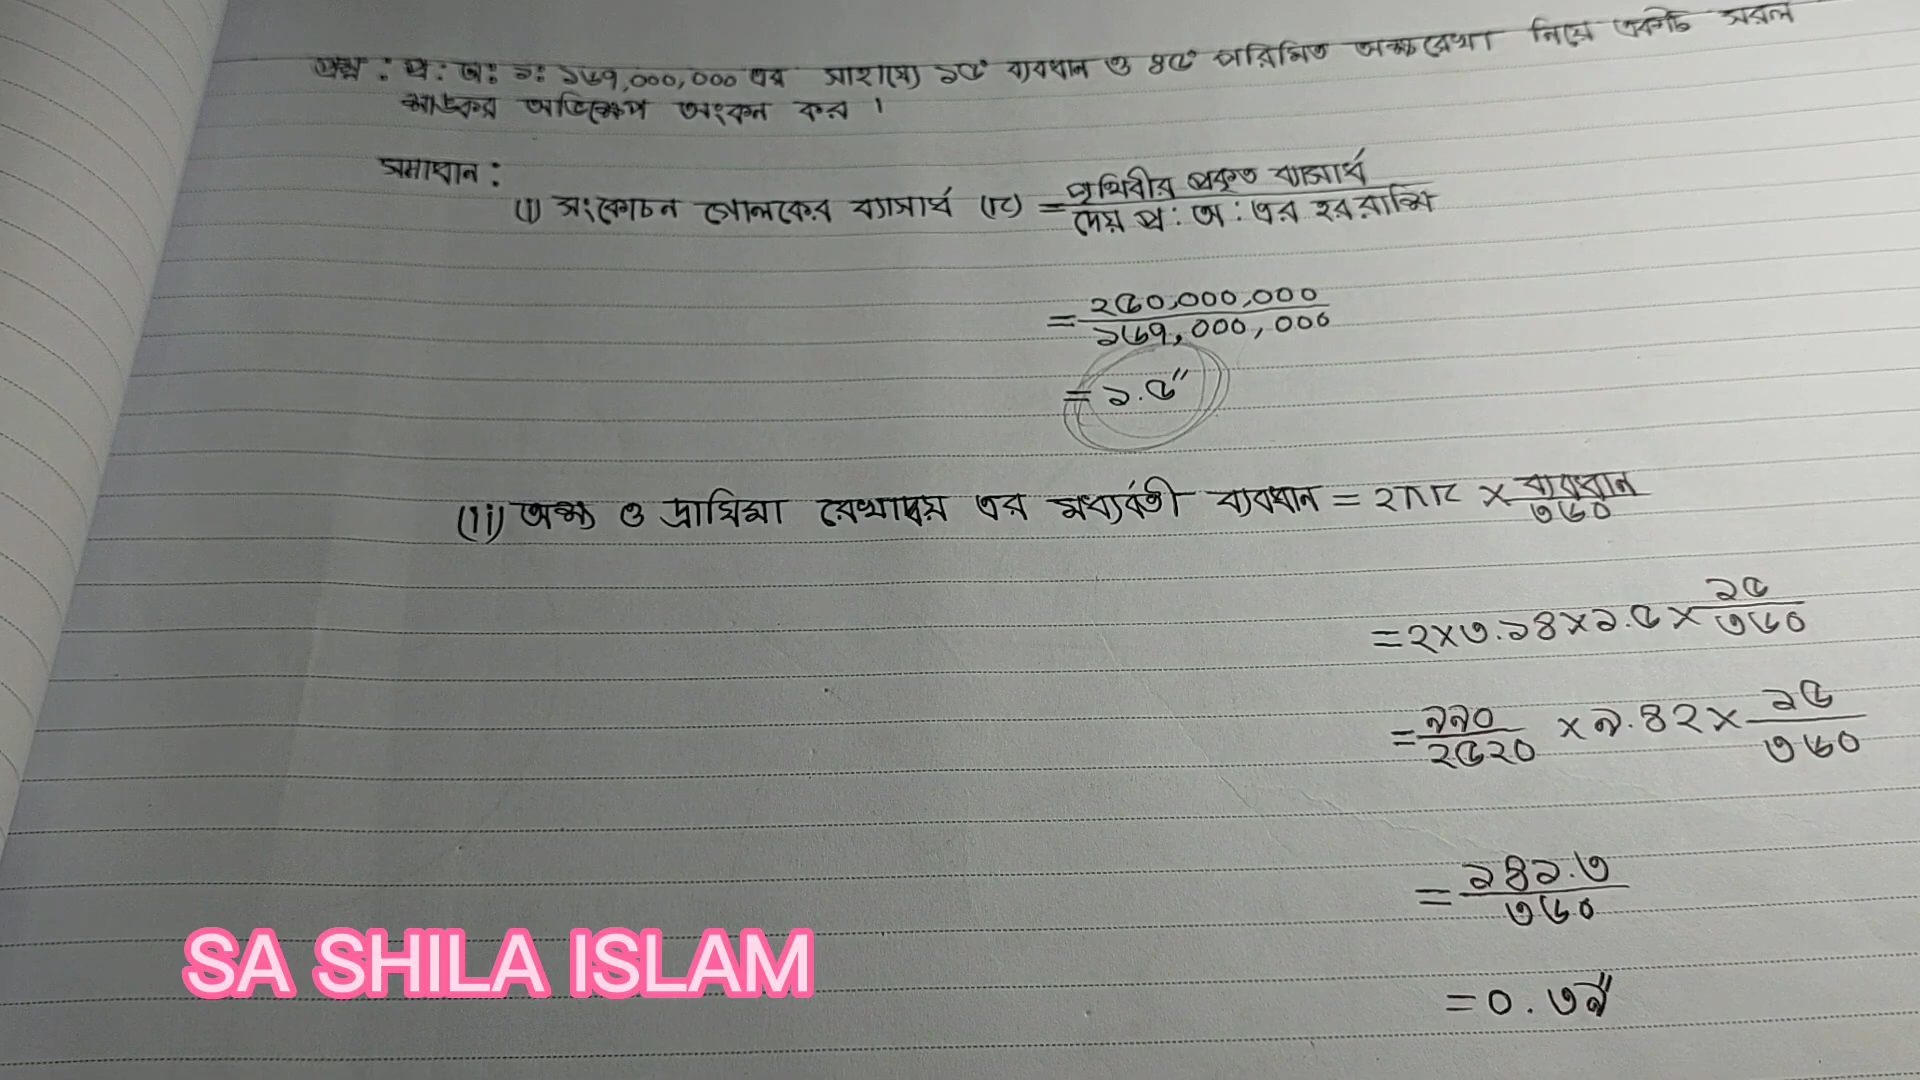 প্রশ্ন : প্র : অ : ১: ১৬৭,০০০,০০০ এর সাহায্যে ১৫° ব্যবধান ও ৪৫° পরিমিত অক্ষরেখা নিয়ে একটি সরল
শাঙ্কব অভিক্ষেপ অংকন কর ।
সমাধান :
(i) সংকোচন গোলকের ব্যাসার্ধ (r) = পৃথিবীর প্রকৃত ব্যাসার্ধ / দেয় প্র : অ : এর হররাশি
= ২৫০,০০০,০০০ / ১৬৭,০০০,০০০
= ১.৫"
(ii) অক্ষ ও দ্রাঘিমা রেখাদ্বয় এর মধ্যবর্তী ব্যবধান = ২πr × ব্যবধান / ৩৬০
= ২×৩.১৪×১.৫× ১৫ / ৩৬০
= × ৯.৪২× ১৫ / ৩৬০
= ১৪১.৩ / ৩৬০
= ০.৩৯"
SA SHILA ISLAM